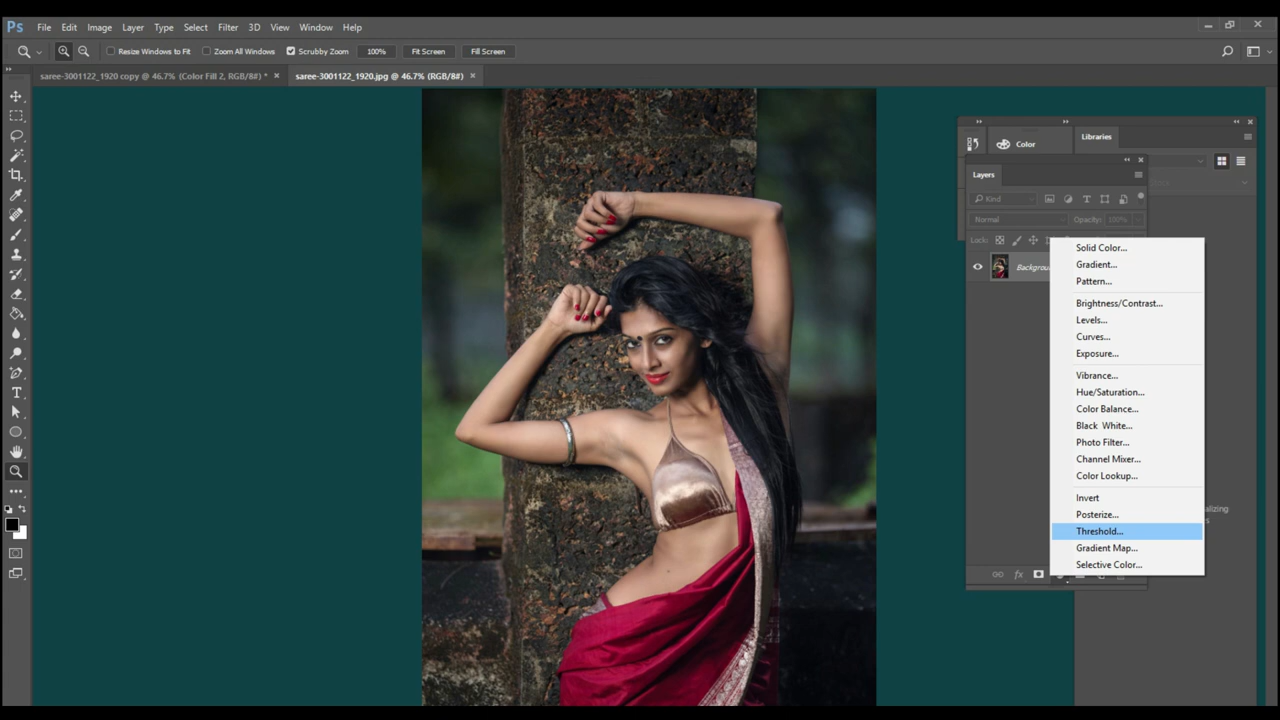 Ps File Edit Image Layer Type Select Filter 3D View Window Help
Resize Windows to Fit Zoom All Windows Scrubby Zoom 100% Fit Screen Fill Screen
saree-3001122_1920 copy @ 46.7% (Color Fill 2, RGB/8#) * × saree-3001122_1920.jpg @ 46.7% (RGB/8#) ×
Color Libraries
Layers
Kind
Normal Opacity: 100%
Lock:
Solid Color...
Gradient...
Pattern...
Brightness/Contrast...
Levels...
Curves...
Exposure...
Vibrance...
Hue/Saturation...
Color Balance...
Black White...
Photo Filter...
Channel Mixer...
Color Lookup...
Invert
Posterize...
Threshold...
Gradient Map...
Selective Color...
fx